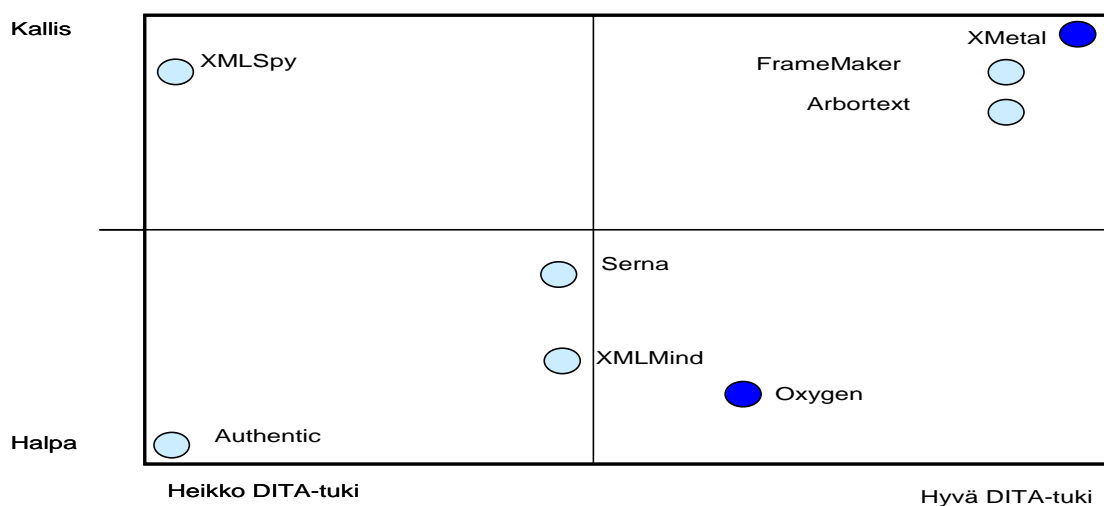 Kallis
XMetal
XMLSpy
FrameMaker
Arbortext
Serna
XMLMind
Oxygen
Authentic
Halpa
Heikko DITA-tuki
Hyvä DITA-tuki